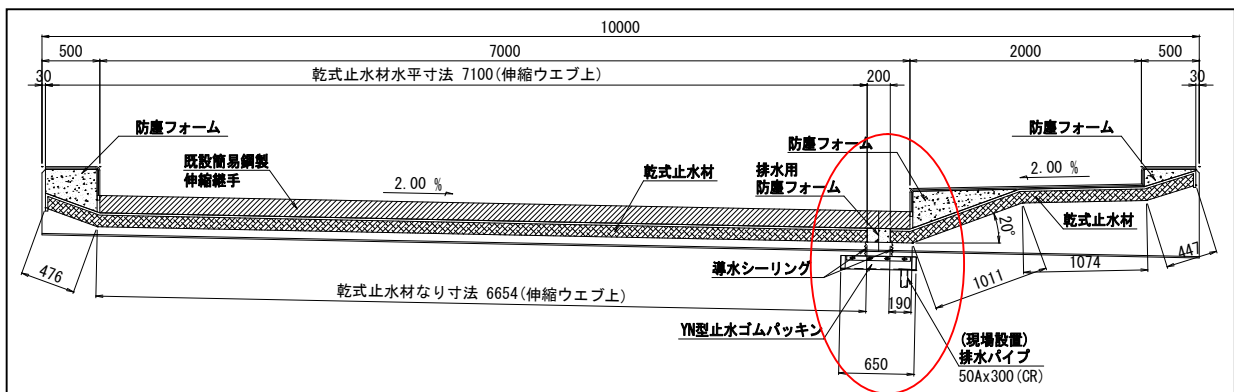 10000
500
7000
2000
500
30
乾式止水材水平寸法 7100(伸縮ウエブ上)
200
30
防塵フォーム
既設簡易鋼製
伸縮継手
2.00 %
乾式止水材
排水用
防塵フォーム
防塵フォーム
防塵フォーム
2.00 %
乾式止水材
20°
476
乾式止水材なり寸法 6654(伸縮ウエブ上)
導水シーリング
190
1011
1074
447
YN型止水ゴムパッキン
650
(現場設置)
排水パイプ
50Ax300(CR)